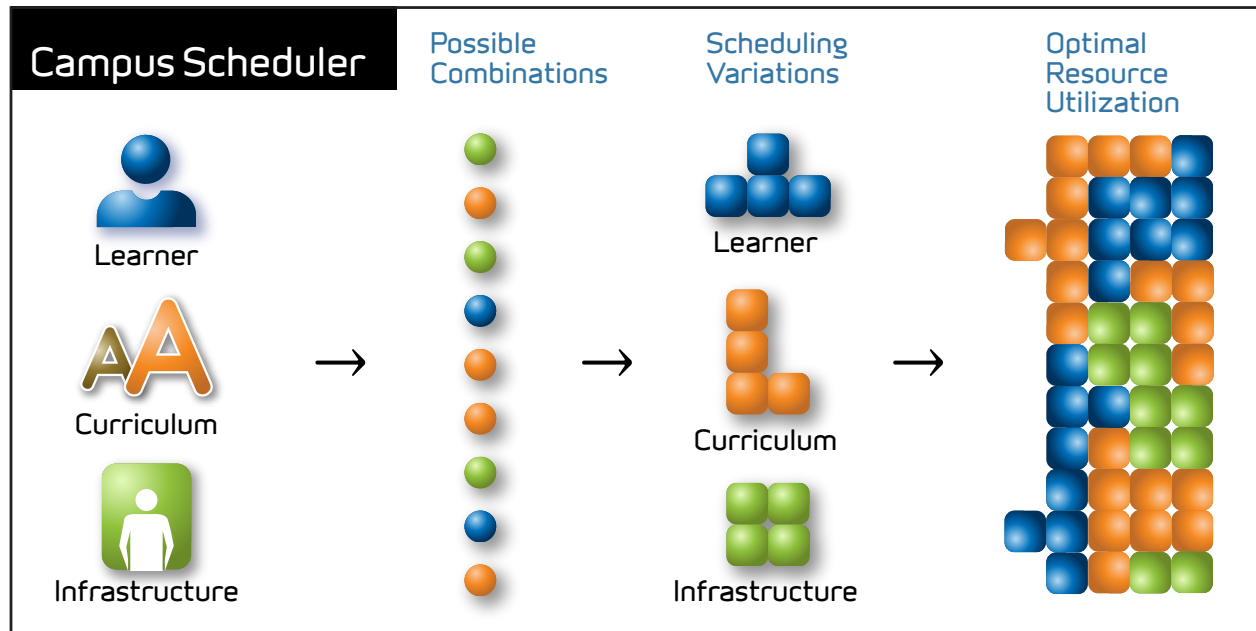 Campus Scheduler
Possible
Combinations
Scheduling
Variations
Optimal
Resource
Utilization
Learner
Curriculum
Infrastructure
Learner
Curriculum
Infrastructure